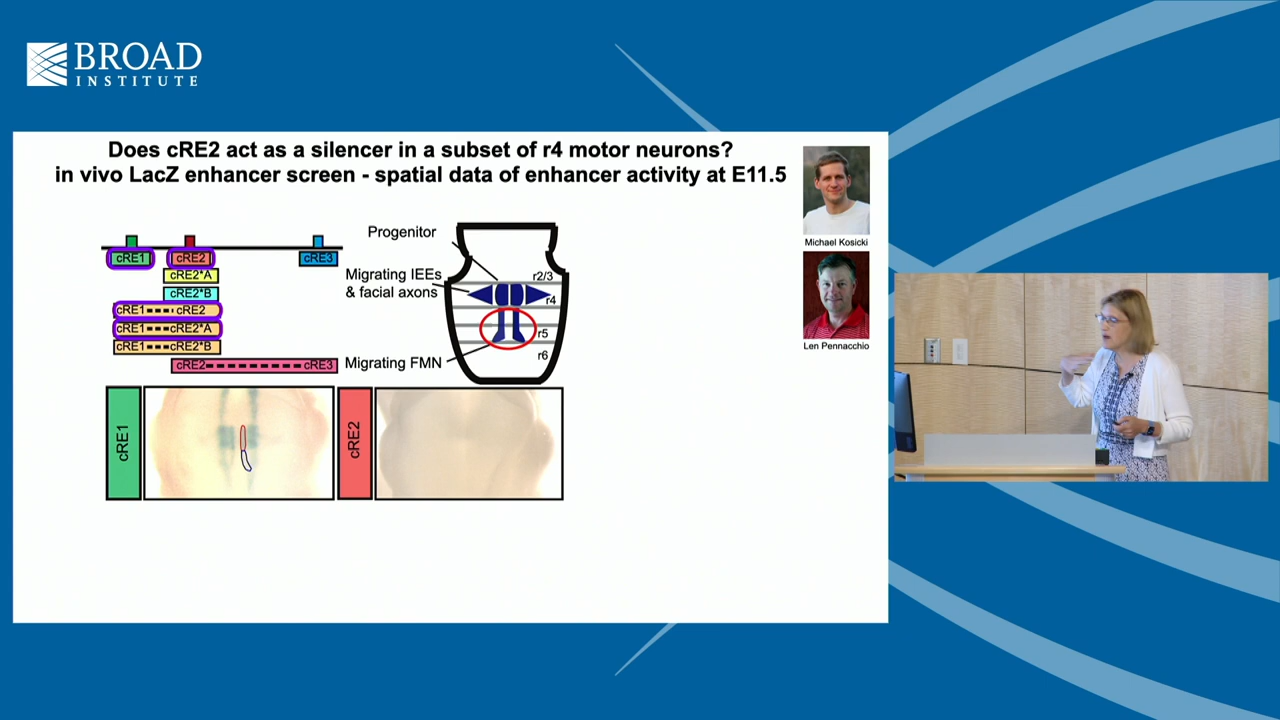 BROAD
INSTITUTE
Does cRE2 act as a silencer in a subset of r4 motor neurons?
in vivo LacZ enhancer screen - spatial data of enhancer activity at E11.5
Michael Kosicki
Len Pennacchio
cRE1
cRE2
cRE3
cRE2*A
cRE2*B
cRE1 cRE2
cRE1 cRE2*A
cRE1 cRE2*B
cRE2 cRE3
Progenitor
Migrating IEEs
& facial axons
Migrating FMN
r2/3
r4
r5
r6
cRE1
cRE2